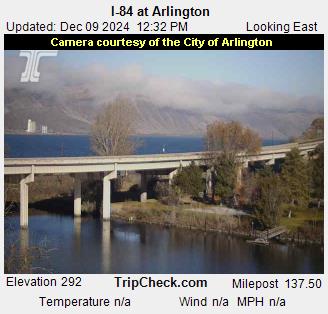 I-84 at Arlington
Updated: Dec 09 2024 12:32 PM Looking East
Camera courtesy of the City of Arlington
Elevation 292 TripCheck.com Milepost 137.50
Temperature n/a Wind n/a MPH n/a